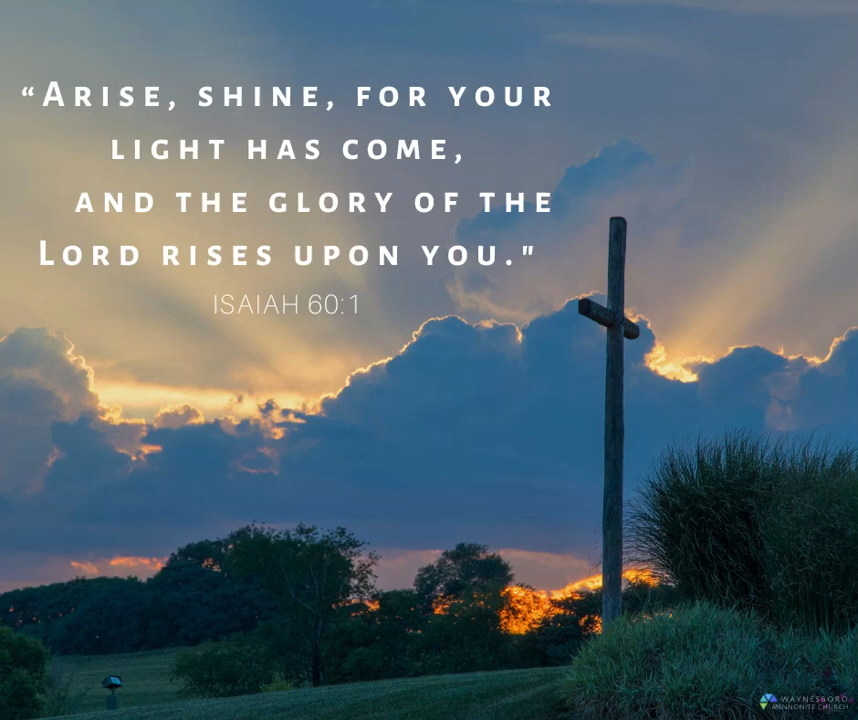 “Arise, shine, for your
light has come,
and the glory of the
Lord rises upon you."
ISAIAH 60:1
WAYNESBORO
MENNONITE CHURCH